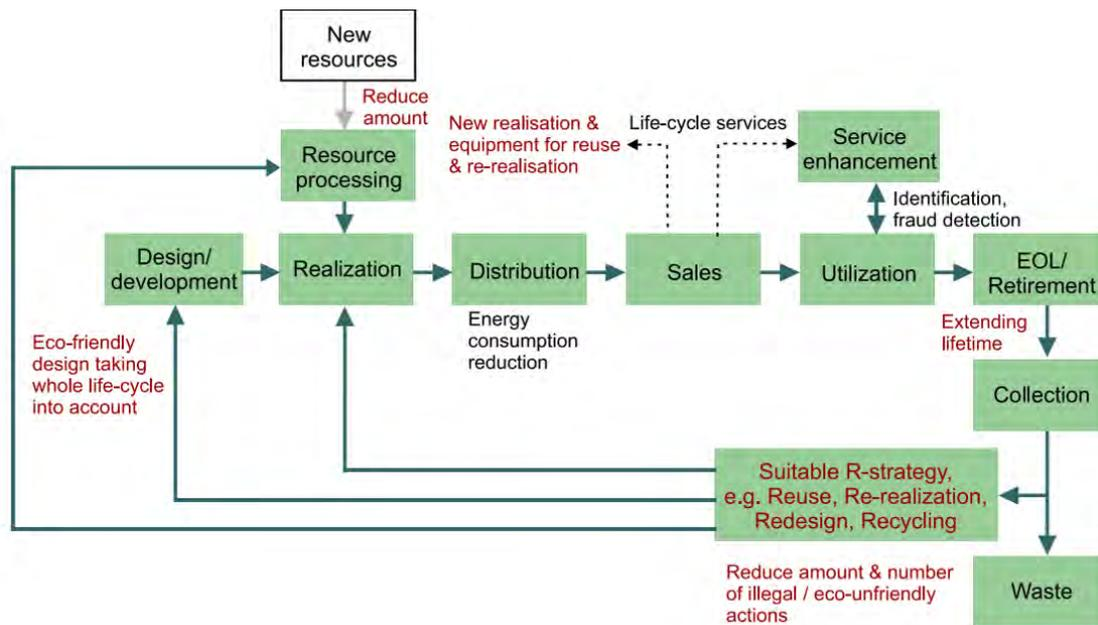 New
resources
Reduce
amount
New realisation &
equipment for reuse
& re-realisation
Life-cycle services
Service
enhancement
Resource
processing
Identification,
fraud detection
Design/
development
Realization
Distribution
Sales
Utilization
EOL/
Retirement
Eco-friendly
design taking
whole life-cycle
into account
Energy
consumption
reduction
Extending
lifetime
Collection
Suitable R-strategy,
e.g. Reuse, Re-realization,
Redesign, Recycling
Reduce amount & number
of illegal / eco-unfriendly
actions
Waste